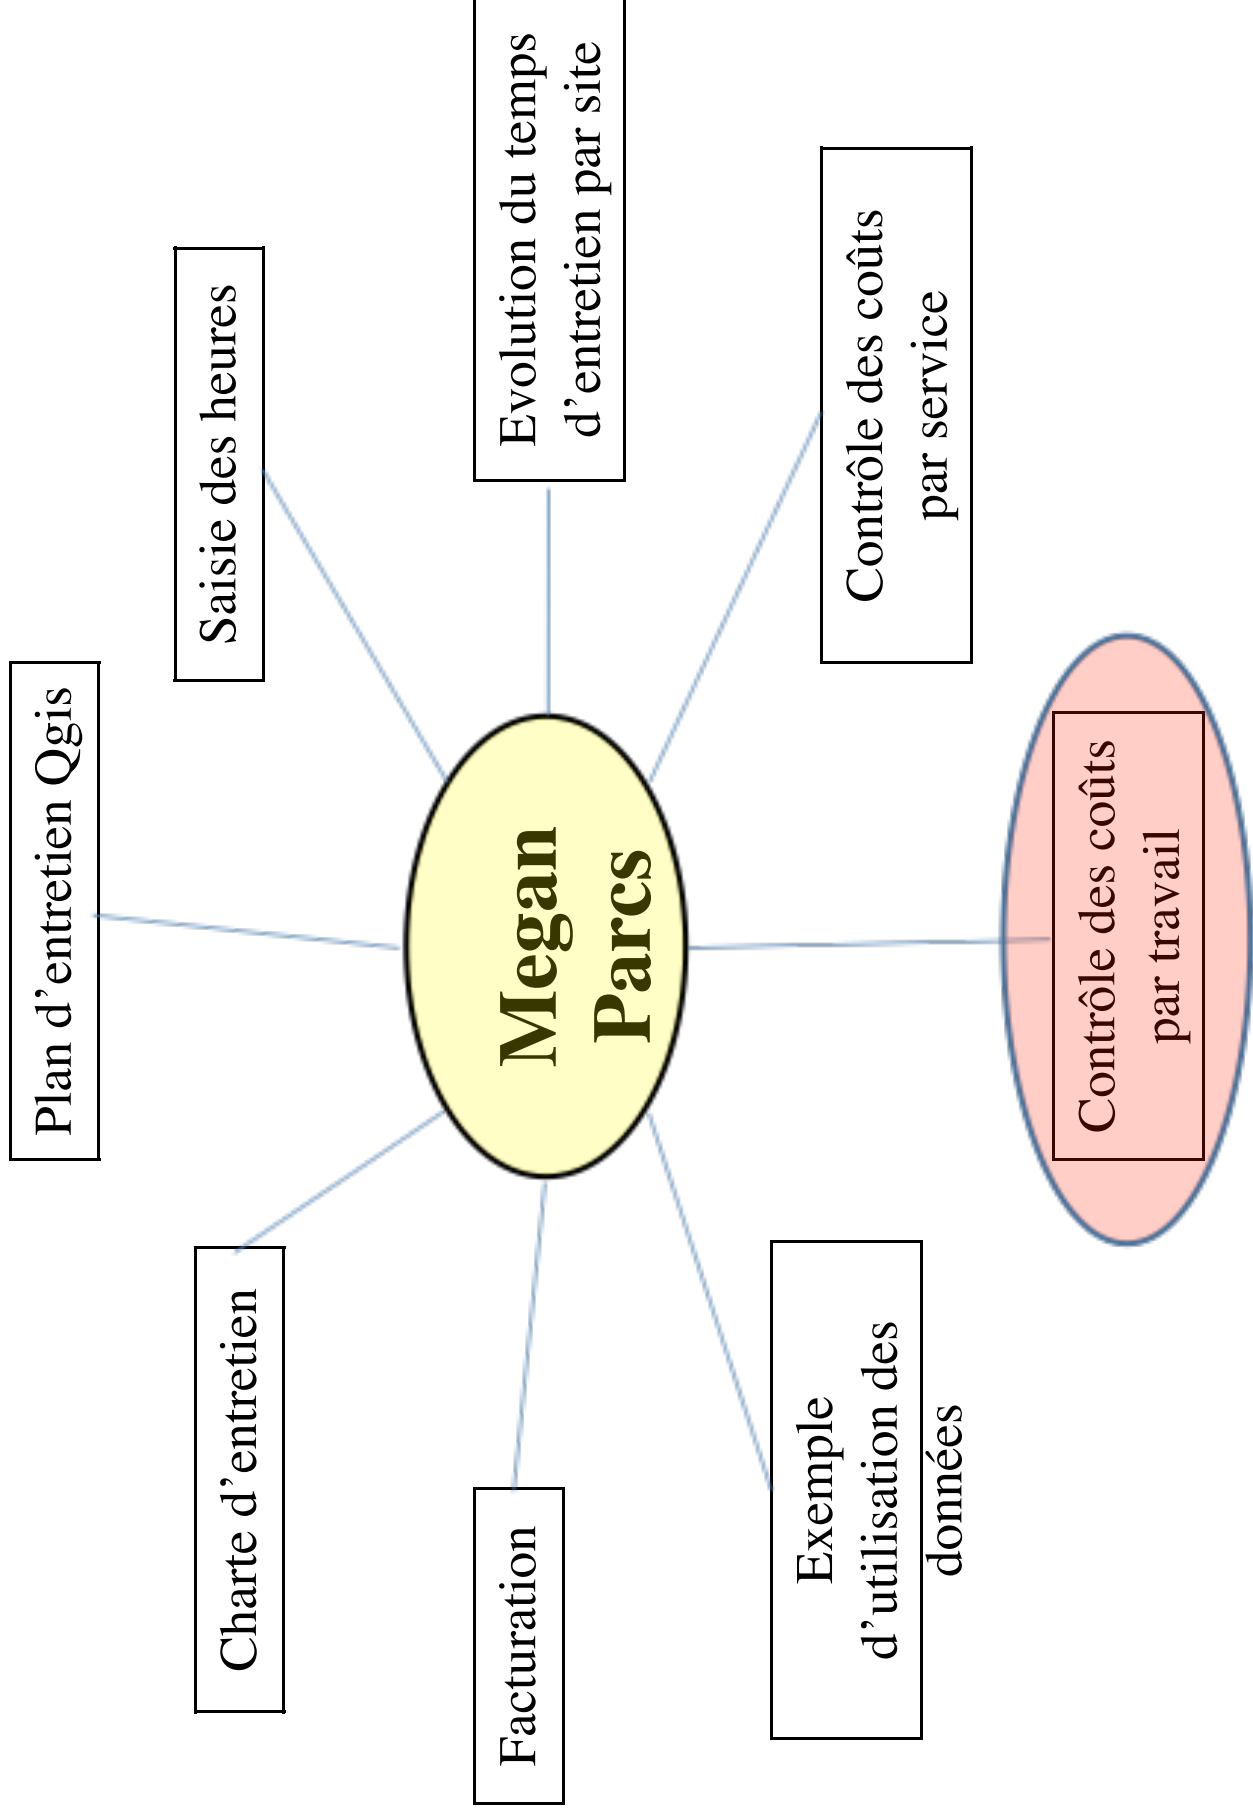 Plan d’entretien Qgis
Charte d’entretien
Saisie des heures
Facturation
Megan
Parcs
Evolution du temps
d’entretien par site
Exemple
d’utilisation des
données
Contrôle des coûts
par service
Contrôle des coûts
par travail